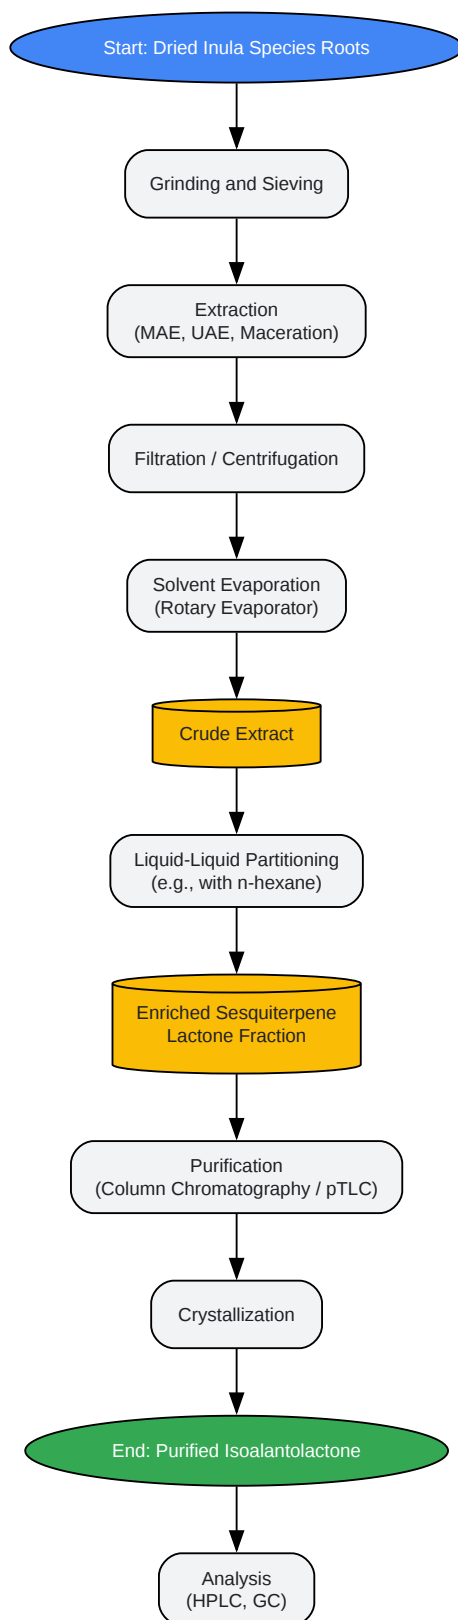 Start: Dried Inula Species Roots
Grinding and Sieving
Extraction
(MAE, UAE, Maceration)
Filtration / Centrifugation
Solvent Evaporation
(Rotary Evaporator)
Crude Extract
Liquid-Liquid Partitioning
(e.g., with n-hexane)
Enriched Sesquiterpene
Lactone Fraction
Purification
(Column Chromatography / pTLC)
Crystallization
End: Purified Isoalantolactone
Analysis
(HPLC, GC)